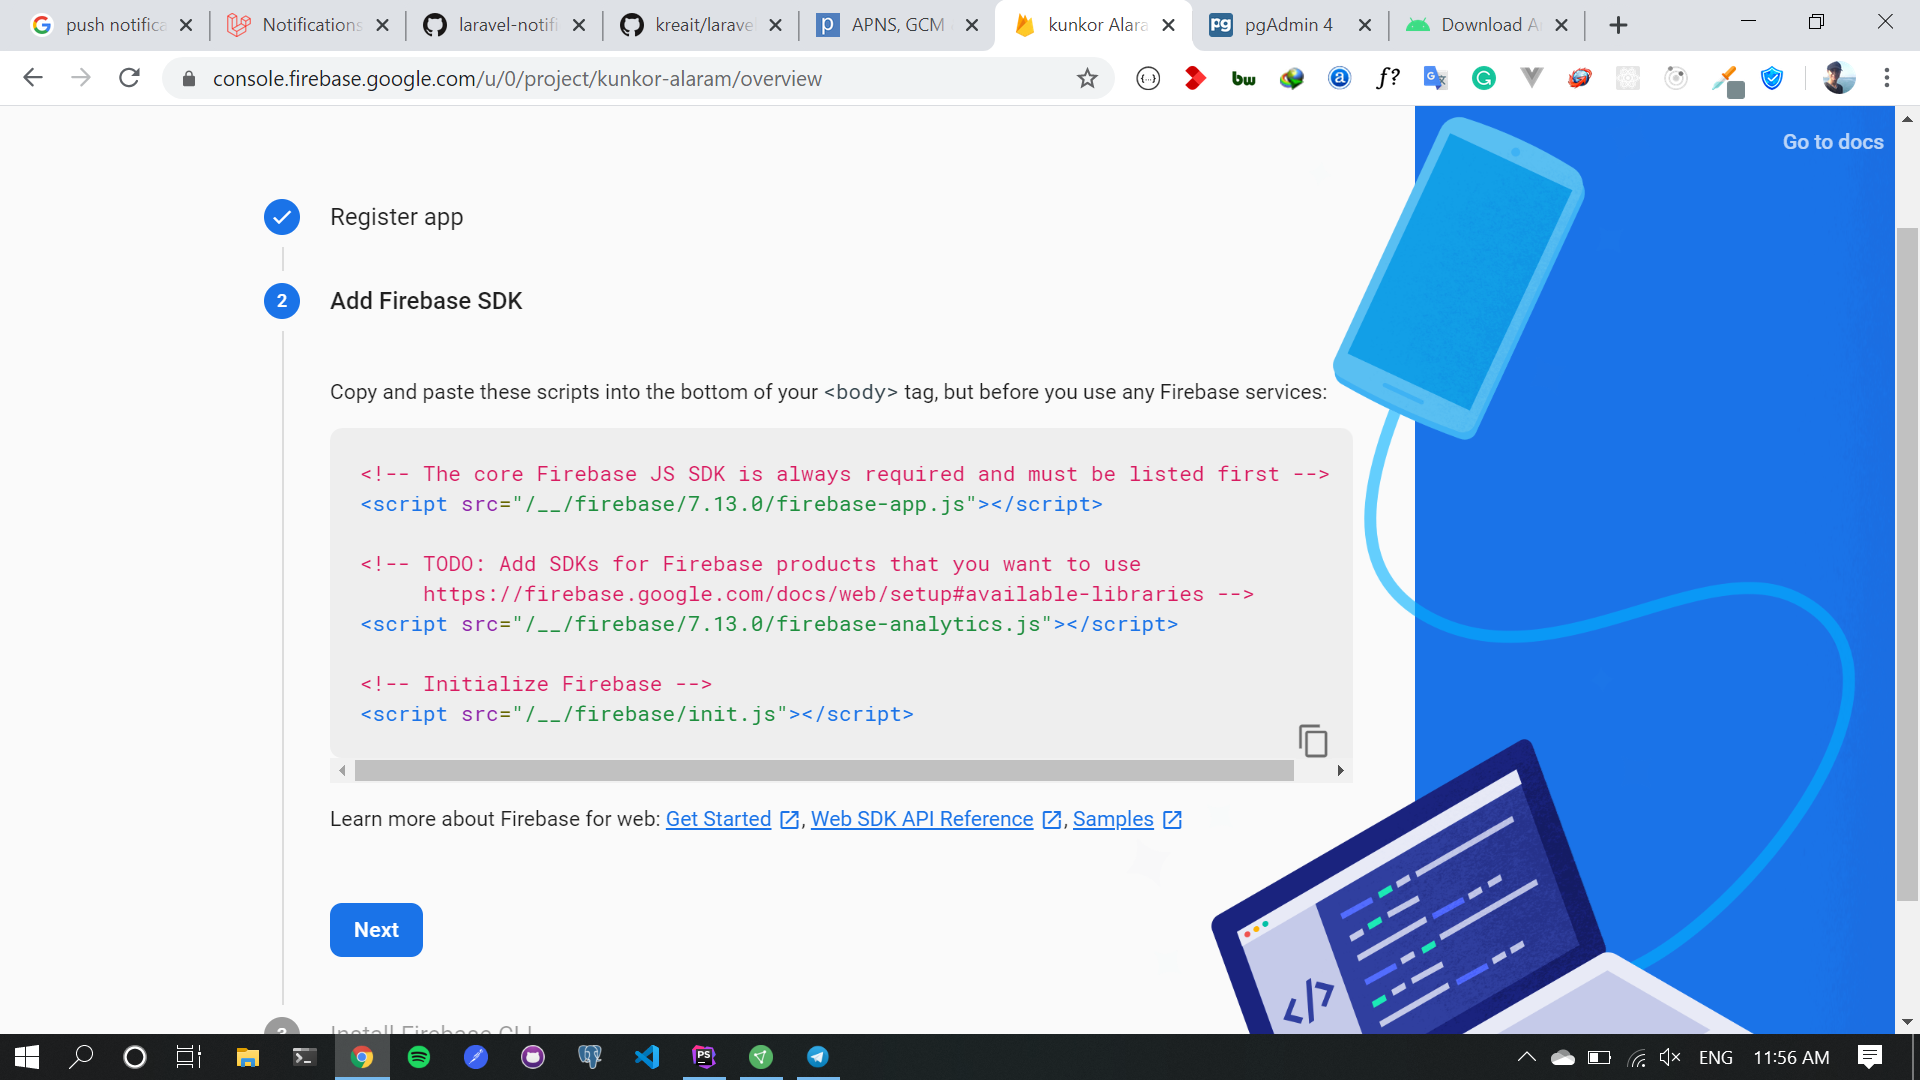 push notifica
Notifications
laravel-notifi
kreait/larave
APNS, GCM
kunkor Alara
pgAdmin 4
Download A
console.firebase.google.com/u/0/project/kunkor-alaram/overview
Go to docs
Register app
2
Add Firebase SDK
Copy and paste these scripts into the bottom of your <body> tag, but before you use any Firebase services:
<!-- The core Firebase JS SDK is always required and must be listed first -->
<script src="/__/firebase/7.13.0/firebase-app.js"></script>
<!-- TODO: Add SDKs for Firebase products that you want to use
https://firebase.google.com/docs/web/setup#available-libraries -->
<script src="/__/firebase/7.13.0/firebase-analytics.js"></script>
<!-- Initialize Firebase -->
<script src="/__/firebase/init.js"></script>
Learn more about Firebase for web: Get Started , Web SDK API Reference , Samples
Next
3
Install Firebase CLI
ENG
11:56 AM